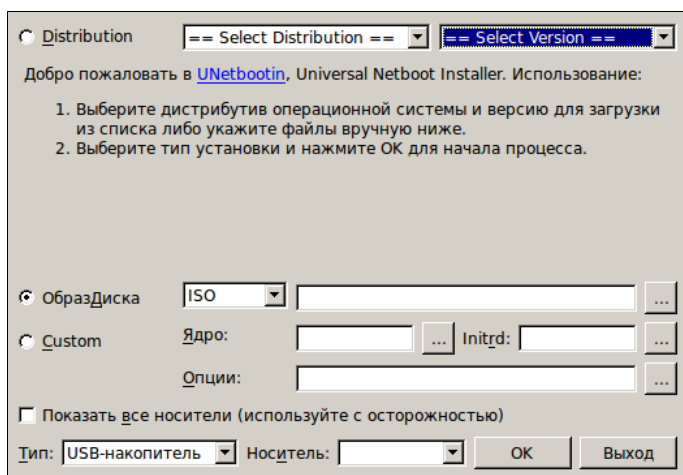 Distribution == Select Distribution == == Select Version ==
Добро пожаловать в UNetbootin, Universal Netboot Installer. Использование:
1. Выберите дистрибутив операционной системы и версию для загрузки
из списка либо укажите файлы вручную ниже.
2. Выберите тип установки и нажмите OK для начала процесса.
ОбразДиска ISO ...
Custom Ядро: ... Initrd: ...
Опции: ...
Показать все носители (используйте с осторожностью)
Тип: USB-накопитель Носитель: OK Выход